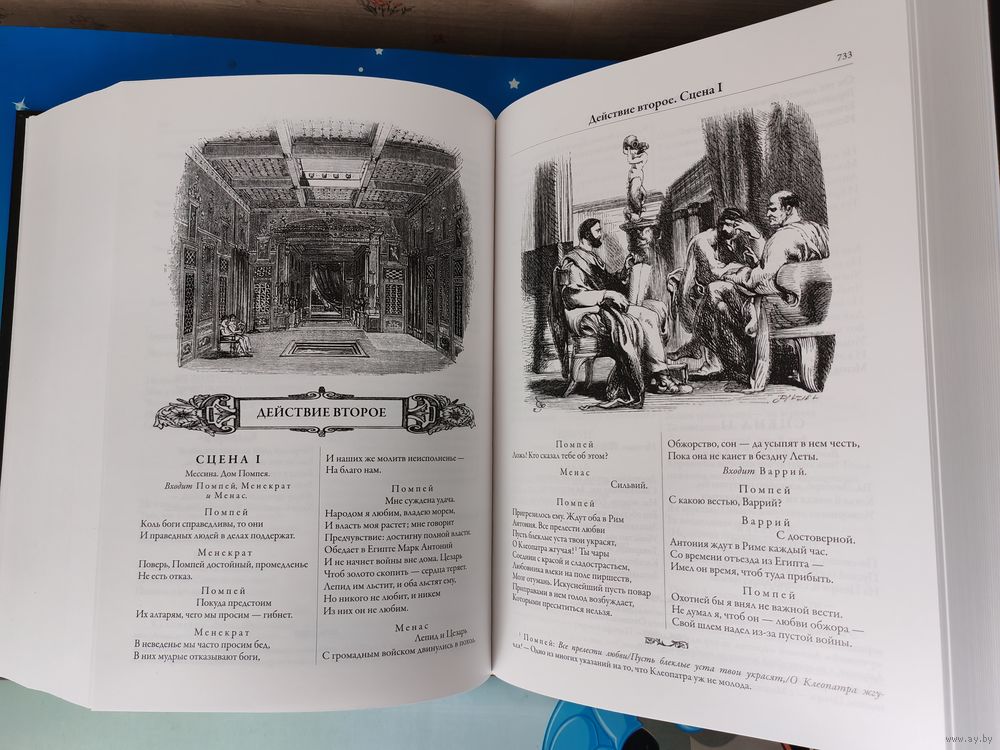 ДЕЙСТВИЕ ВТОРОЕ
СЦЕНА I
Мессина. Дом Помпея.
Входит Помпей, Менекрат
и Менас.
Помпей
Коль боги справедливы, то они
И праведных людей в делах поддержат.
Менекрат
Поверь, Помпей достойный, промедленье
Не есть отказ.
Помпей
Покуда предстоим
Их алтарям, чего мы просим — гибнет.
Менекрат
В неведенье мы часто просим бед,
В них мудрые отказывают боги,
И наших же молитв неисполненье —
На благо нам.
Помпей
Мне суждена удача.
Народом я любим, владею морем,
И власть моя растет; мне говорит
Предчувствие: достигну полной власти.
Обедает в Египте Марк Антоний
И не начнет войны вне дома. Цезарь
Чтоб золото скопить — сердца теряет.
Лепид им льстит, и оба льстят ему,
Но никого не любит, и никем
Из них он не любим.
Менас
Лепид и Цезарь
С громадным войском двинулись в поход.
733
Действие второе. Сцена I
Помпей
Ложь! Кто сказал тебе об этом?
Менас
Сильвий.
Помпей
Пригрезилось ему. Ждут оба в Рим
Антония. Все прелести любви
Пусть блеклые уста твои украсят,
О Клеопатра жгучая!¹ Ты чары
Соедини с красой и сладострастьем,
Любовника влеки на поле пиршеств,
Мозг отумань. Искуснейший пусть повар
Приправами в нем голод возбуждает,
Которыми пресытиться нельзя.
Обжорство, сон — да усыпят в нем честь,
Пока она не канет в бездну Леты.
Входит Варрий.
Помпей
С какою вестью, Варрий?
Варрий
С достоверной.
Антония ждут в Риме каждый час.
Со времени отъезда из Египта —
Имел он время, чтоб туда прибыть.
Помпей
Охотней бы я внял не важной вести.
Не думал я, чтоб он — любви обжора —
Свой шлем надел из-за пустой войны.
¹ Помпей: Все прелести любви/Пусть блеклые уста твои украсят,/О Клеопатра жгу-
чая! — Одно из многих указаний на то, что Клеопатра уж не молода.
www.ay.by